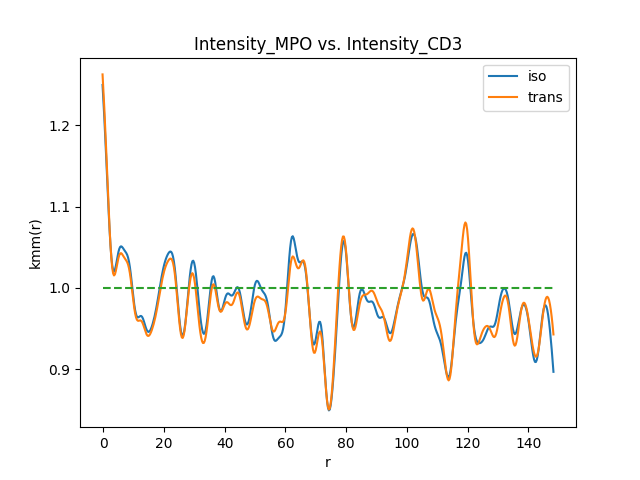 Intensity_MPO vs. Intensity_CD3
iso
trans
kmm(r)
1.2
1.1
1.0
0.9
0 20 40 60 80 100 120 140
r